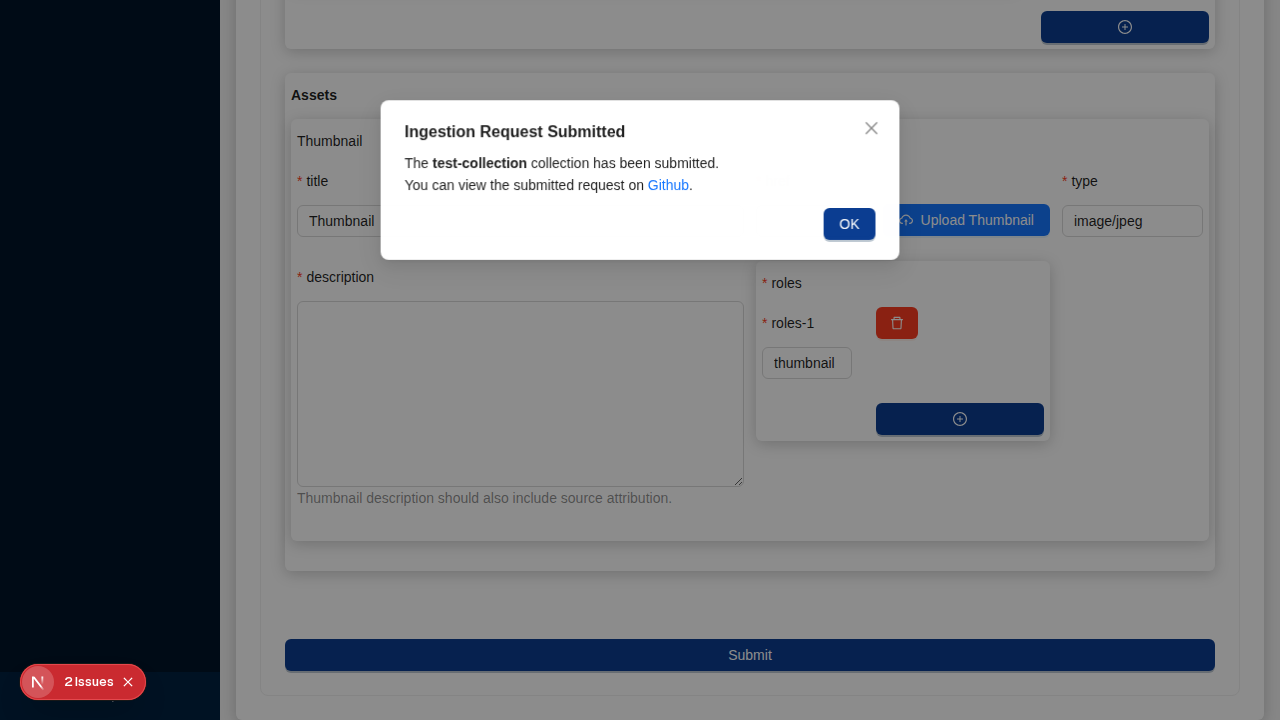 Assets
Ingestion Request Submitted
Thumbnail
The test-collection collection has been submitted.
You can view the submitted request on Github.
* title
* type
Thumbnail
OK
Upload Thumbnail
image/jpeg
* description
* roles
* roles-1
thumbnail
Thumbnail description should also include source attribution.
Submit
N
2 Issues